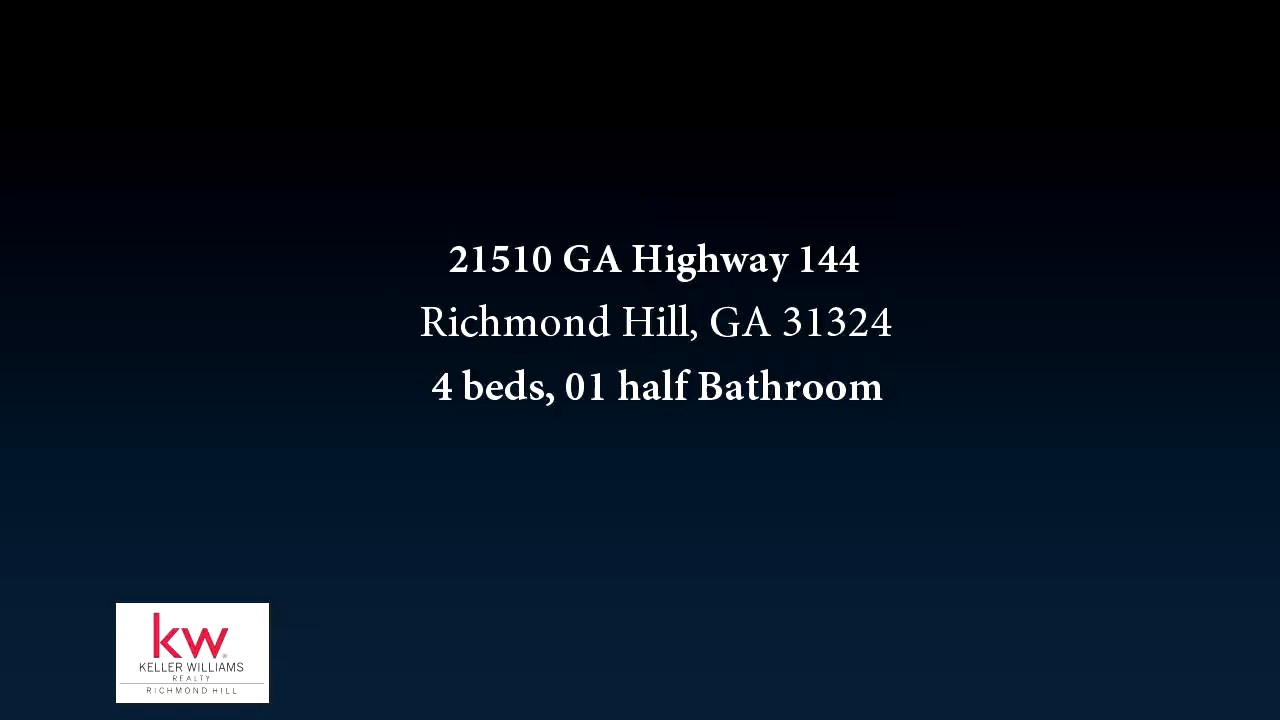 21510 GA Highway 144
Richmond Hill, GA 31324
4 beds, 01 half Bathroom
kw®
KELLER WILLIAMS
REALTY
RICHMOND HILL